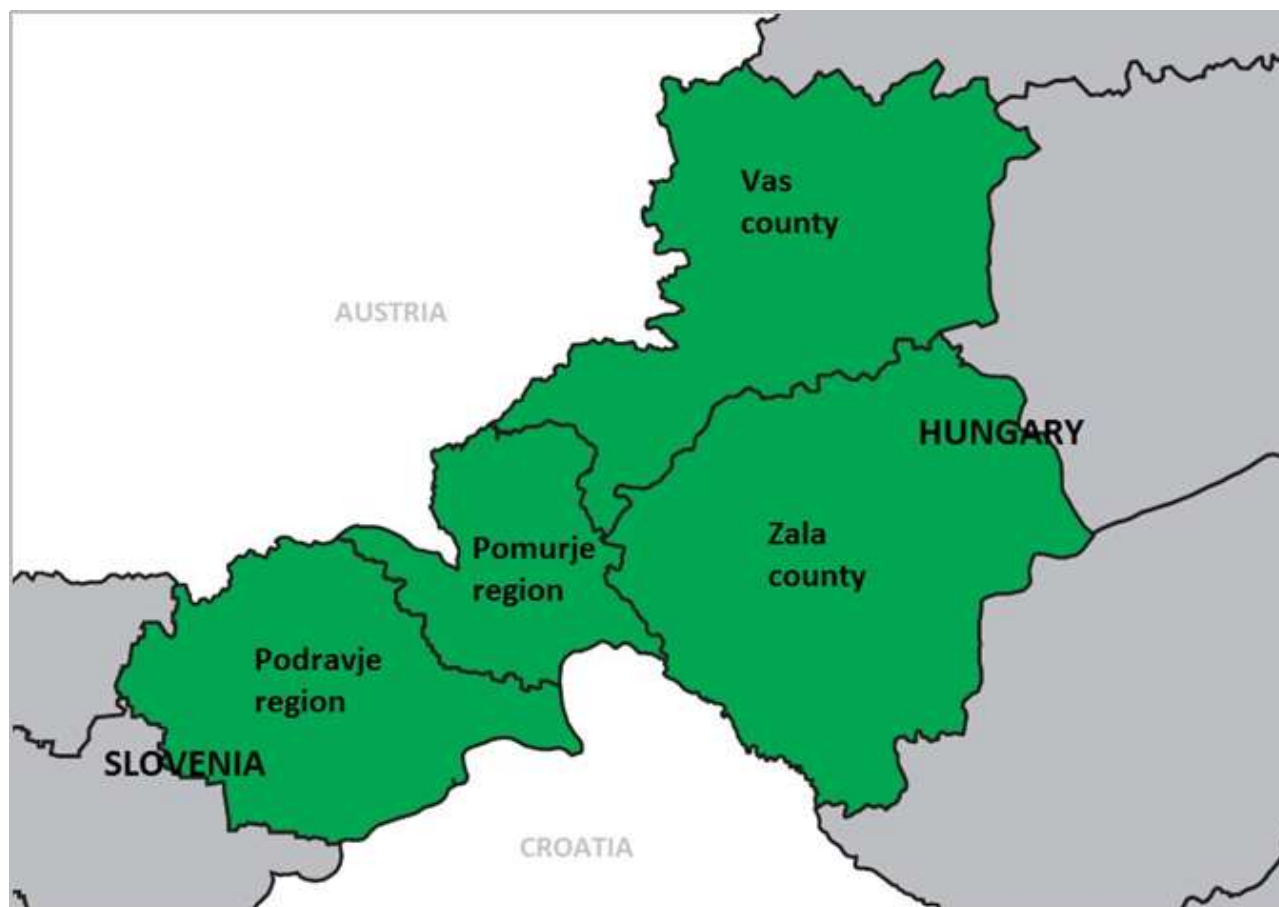 Vas
county
AUSTRIA
HUNGARY
Zala
county
Pomurje
region
Podravje
region
SLOVENIA
CROATIA